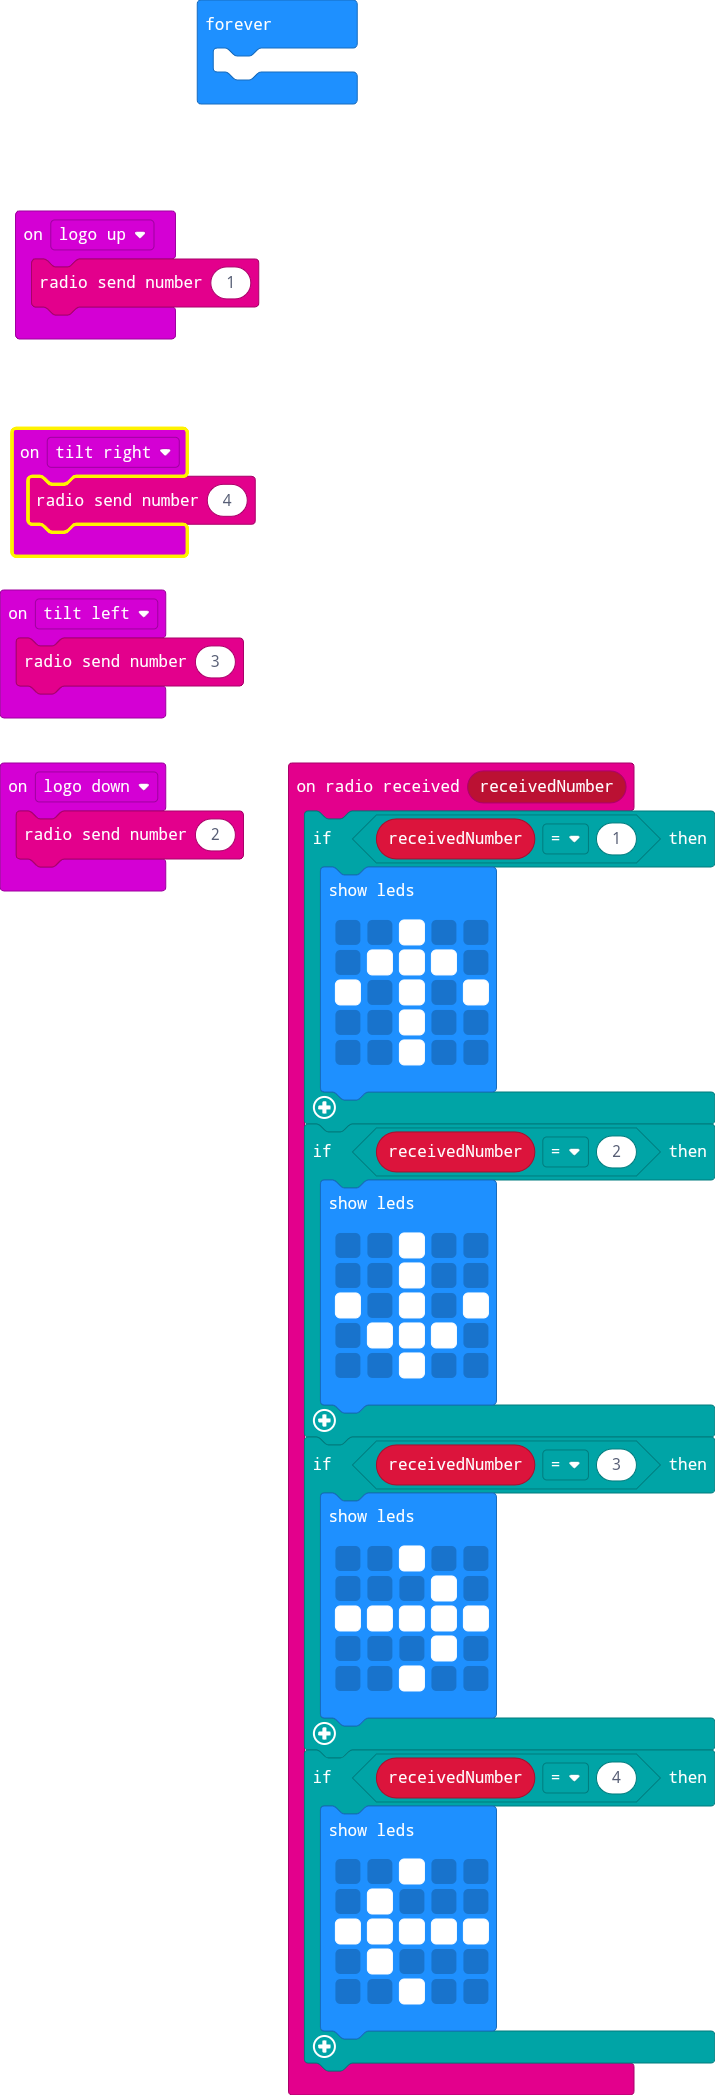 forever
on logo up
radio send number 1
on tilt right
radio send number 4
on tilt left
radio send number 3
on logo down
radio send number 2
on radio received receivedNumber
if receivedNumber = 1 then
show leds
if receivedNumber = 2 then
show leds
if receivedNumber = 3 then
show leds
if receivedNumber = 4 then
show leds